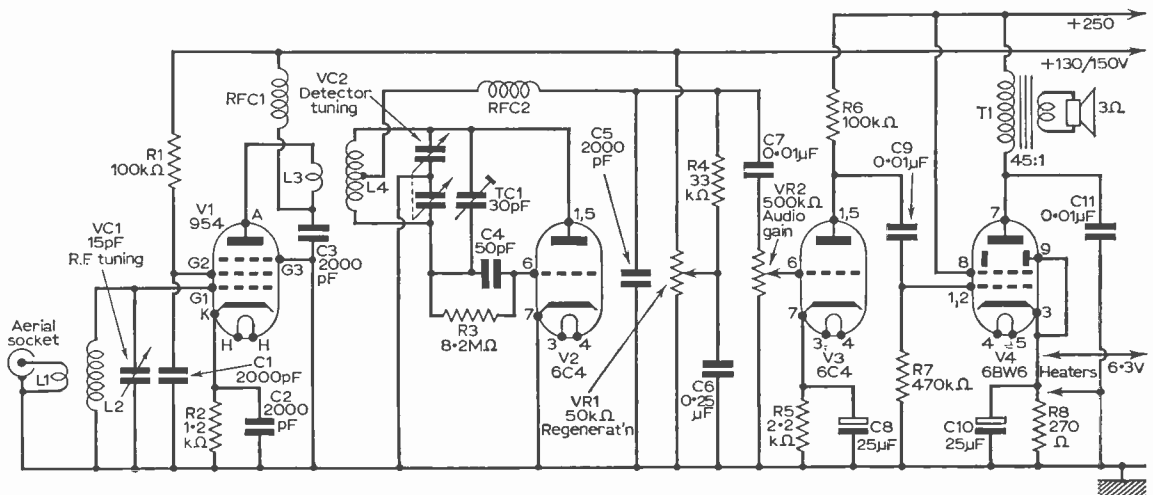 +250
+130/150V
RFC1
VC2
Detector
tuning
RFC2
R1
100kΩ
L3
L4
TC1
30pF
C4
50pF
R3
8·2MΩ
C5
2000
pF
R4
33
kΩ
C7
0·01µF
VR2
500kΩ
Audio
gain
R6
100kΩ
C9
0·01µF
T1
45:1
3Ω
C11
0·01µF
V1
954
A
G2
G1
K
G3
H
H
C3
2000
pF
VC1
15pF
R.F tuning
Aerial
socket
L1
L2
C1
2000pF
R2
1·2
kΩ
C2
2000
pF
1,5
6
7
3
4
V2
6C4
VR1
50kΩ
Regenerat'n
C6
0·25
µF
1,5
6
7
3
4
V3
6C4
R5
2·2
kΩ
C8
25µF
R7
470kΩ
7
9
8
1,2
3
4
5
V4
6BW6
Heaters
6·3V
C10
25µF
R8
270
Ω